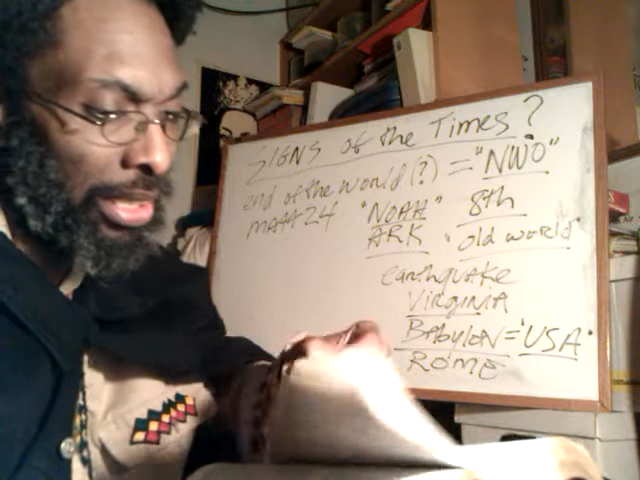 SIGNS of the Times?
end of the world(?) = "NWO"
matt 24 "NOAH" 8th
ARK "old world"
earthquake
VIRGINIA
BABYLON = "USA"
ROME